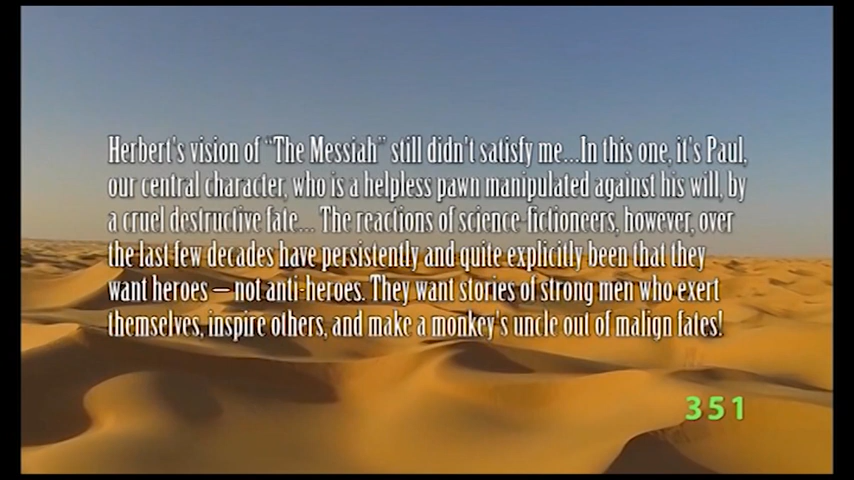 Herbert's vision of "The Messiah" still didn't satisfy me...In this one, it's Paul,
our central character, who is a helpless pawn manipulated against his will, by
a cruel destructive fate... The reactions of science-fictioneers, however, over
the last few decades have persistently and quite explicitly been that they
want heroes – not anti-heroes. They want stories of strong men who exert
themselves, inspire others, and make a monkey's uncle out of malign fates!
351